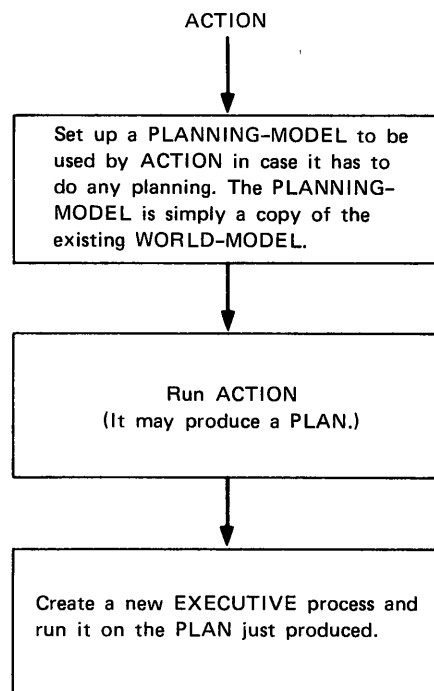 ACTION
Set up a PLANNING-MODEL to be
used by ACTION in case it has to
do any planning. The PLANNING-
MODEL is simply a copy of the
existing WORLD-MODEL.
Run ACTION
(It may produce a PLAN.)
Create a new EXECUTIVE process and
run it on the PLAN just produced.